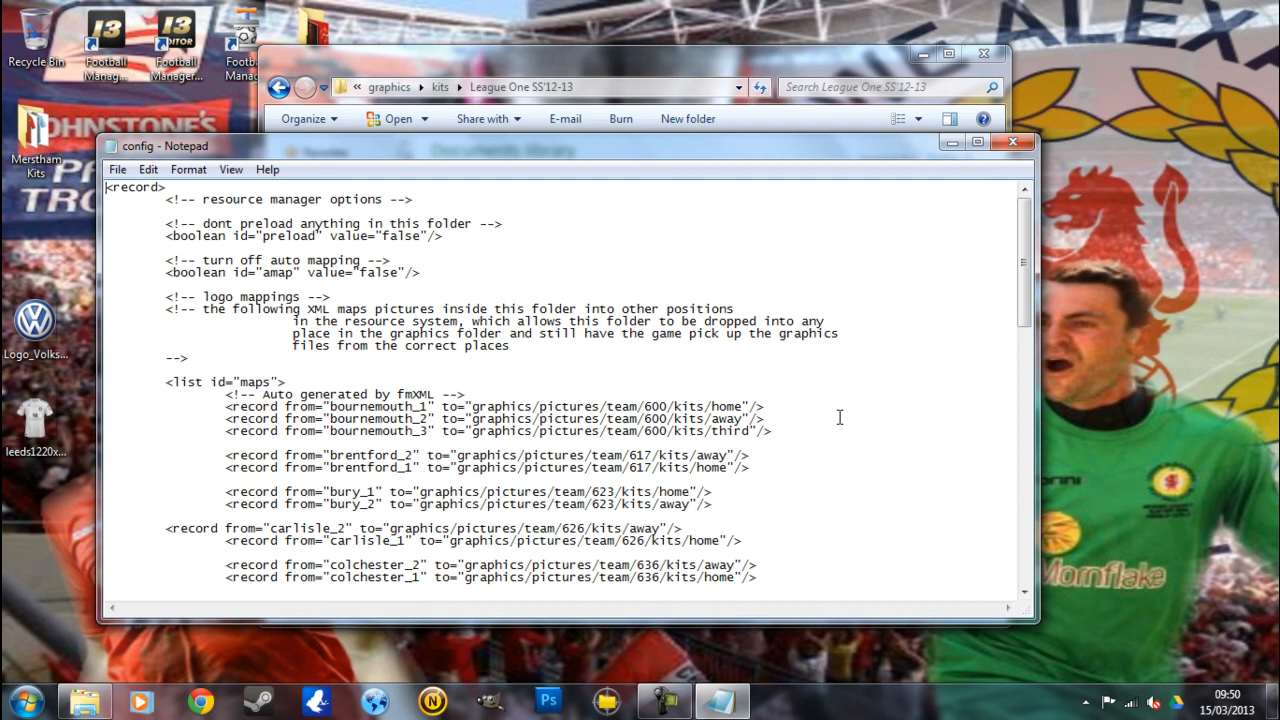 ALEXA
Recycle Bin
13
Football
Manag...
13
EDITOR
Football
Manager...
Footb
Manac
JOHNSTONE'S
PA
TRO
Merstham
Kits
Logo_Volks...
leeds1220x...
« graphics kits League One SS'12-13
Search League One SS'12-13
Organize Open Share with E-mail Burn New folder
config - Notepad
File Edit Format View Help
<record>
<!-- resource manager options -->
<!-- dont preload anything in this folder -->
<boolean id="preload" value="false"/>
<!-- turn off auto mapping -->
<boolean id="amap" value="false"/>
<!-- logo mappings -->
<!-- the following XML maps pictures inside this folder into other positions
in the resource system, which allows this folder to be dropped into any
place in the graphics folder and still have the game pick up the graphics
files from the correct places
-->
<list id="maps">
<!-- Auto generated by fmXML -->
<record from="bournemouth_1" to="graphics/pictures/team/600/kits/home"/>
<record from="bournemouth_2" to="graphics/pictures/team/600/kits/away"/>
<record from="bournemouth_3" to="graphics/pictures/team/600/kits/third"/>
<record from="brentford_2" to="graphics/pictures/team/617/kits/away"/>
<record from="brentford_1" to="graphics/pictures/team/617/kits/home"/>
<record from="bury_1" to="graphics/pictures/team/623/kits/home"/>
<record from="bury_2" to="graphics/pictures/team/623/kits/away"/>
<record from="carlisle_2" to="graphics/pictures/team/626/kits/away"/>
<record from="carlisle_1" to="graphics/pictures/team/626/kits/home"/>
<record from="colchester_2" to="graphics/pictures/team/636/kits/away"/>
<record from="colchester_1" to="graphics/pictures/team/636/kits/home"/>
Mornflake
Ps
09:50
15/03/2013